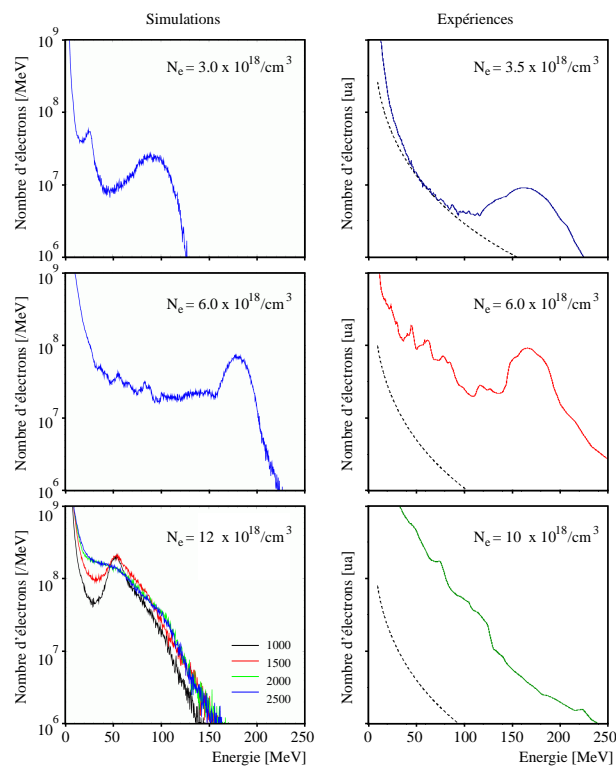 Simulations
Expériences
Nombre d'électrons [/MeV]
10^9
10^8
10^7
10^6
N_e = 3.0 x 10^18/cm^3
Nombre d'électrons [ua]
N_e = 3.5 x 10^18/cm^3
Nombre d'électrons [/MeV]
10^9
10^8
10^7
10^6
N_e = 6.0 x 10^18/cm^3
Nombre d'électrons [ua]
N_e = 6.0 x 10^18/cm^3
Nombre d'électrons [/MeV]
10^9
10^8
10^7
10^6
N_e = 12 x 10^18/cm^3
1000
1500
2000
2500
0 50 100 150 200 250
Energie [MeV]
Nombre d'électrons [ua]
N_e = 10 x 10^18/cm^3
0 50 100 150 200 250
Energie [MeV]